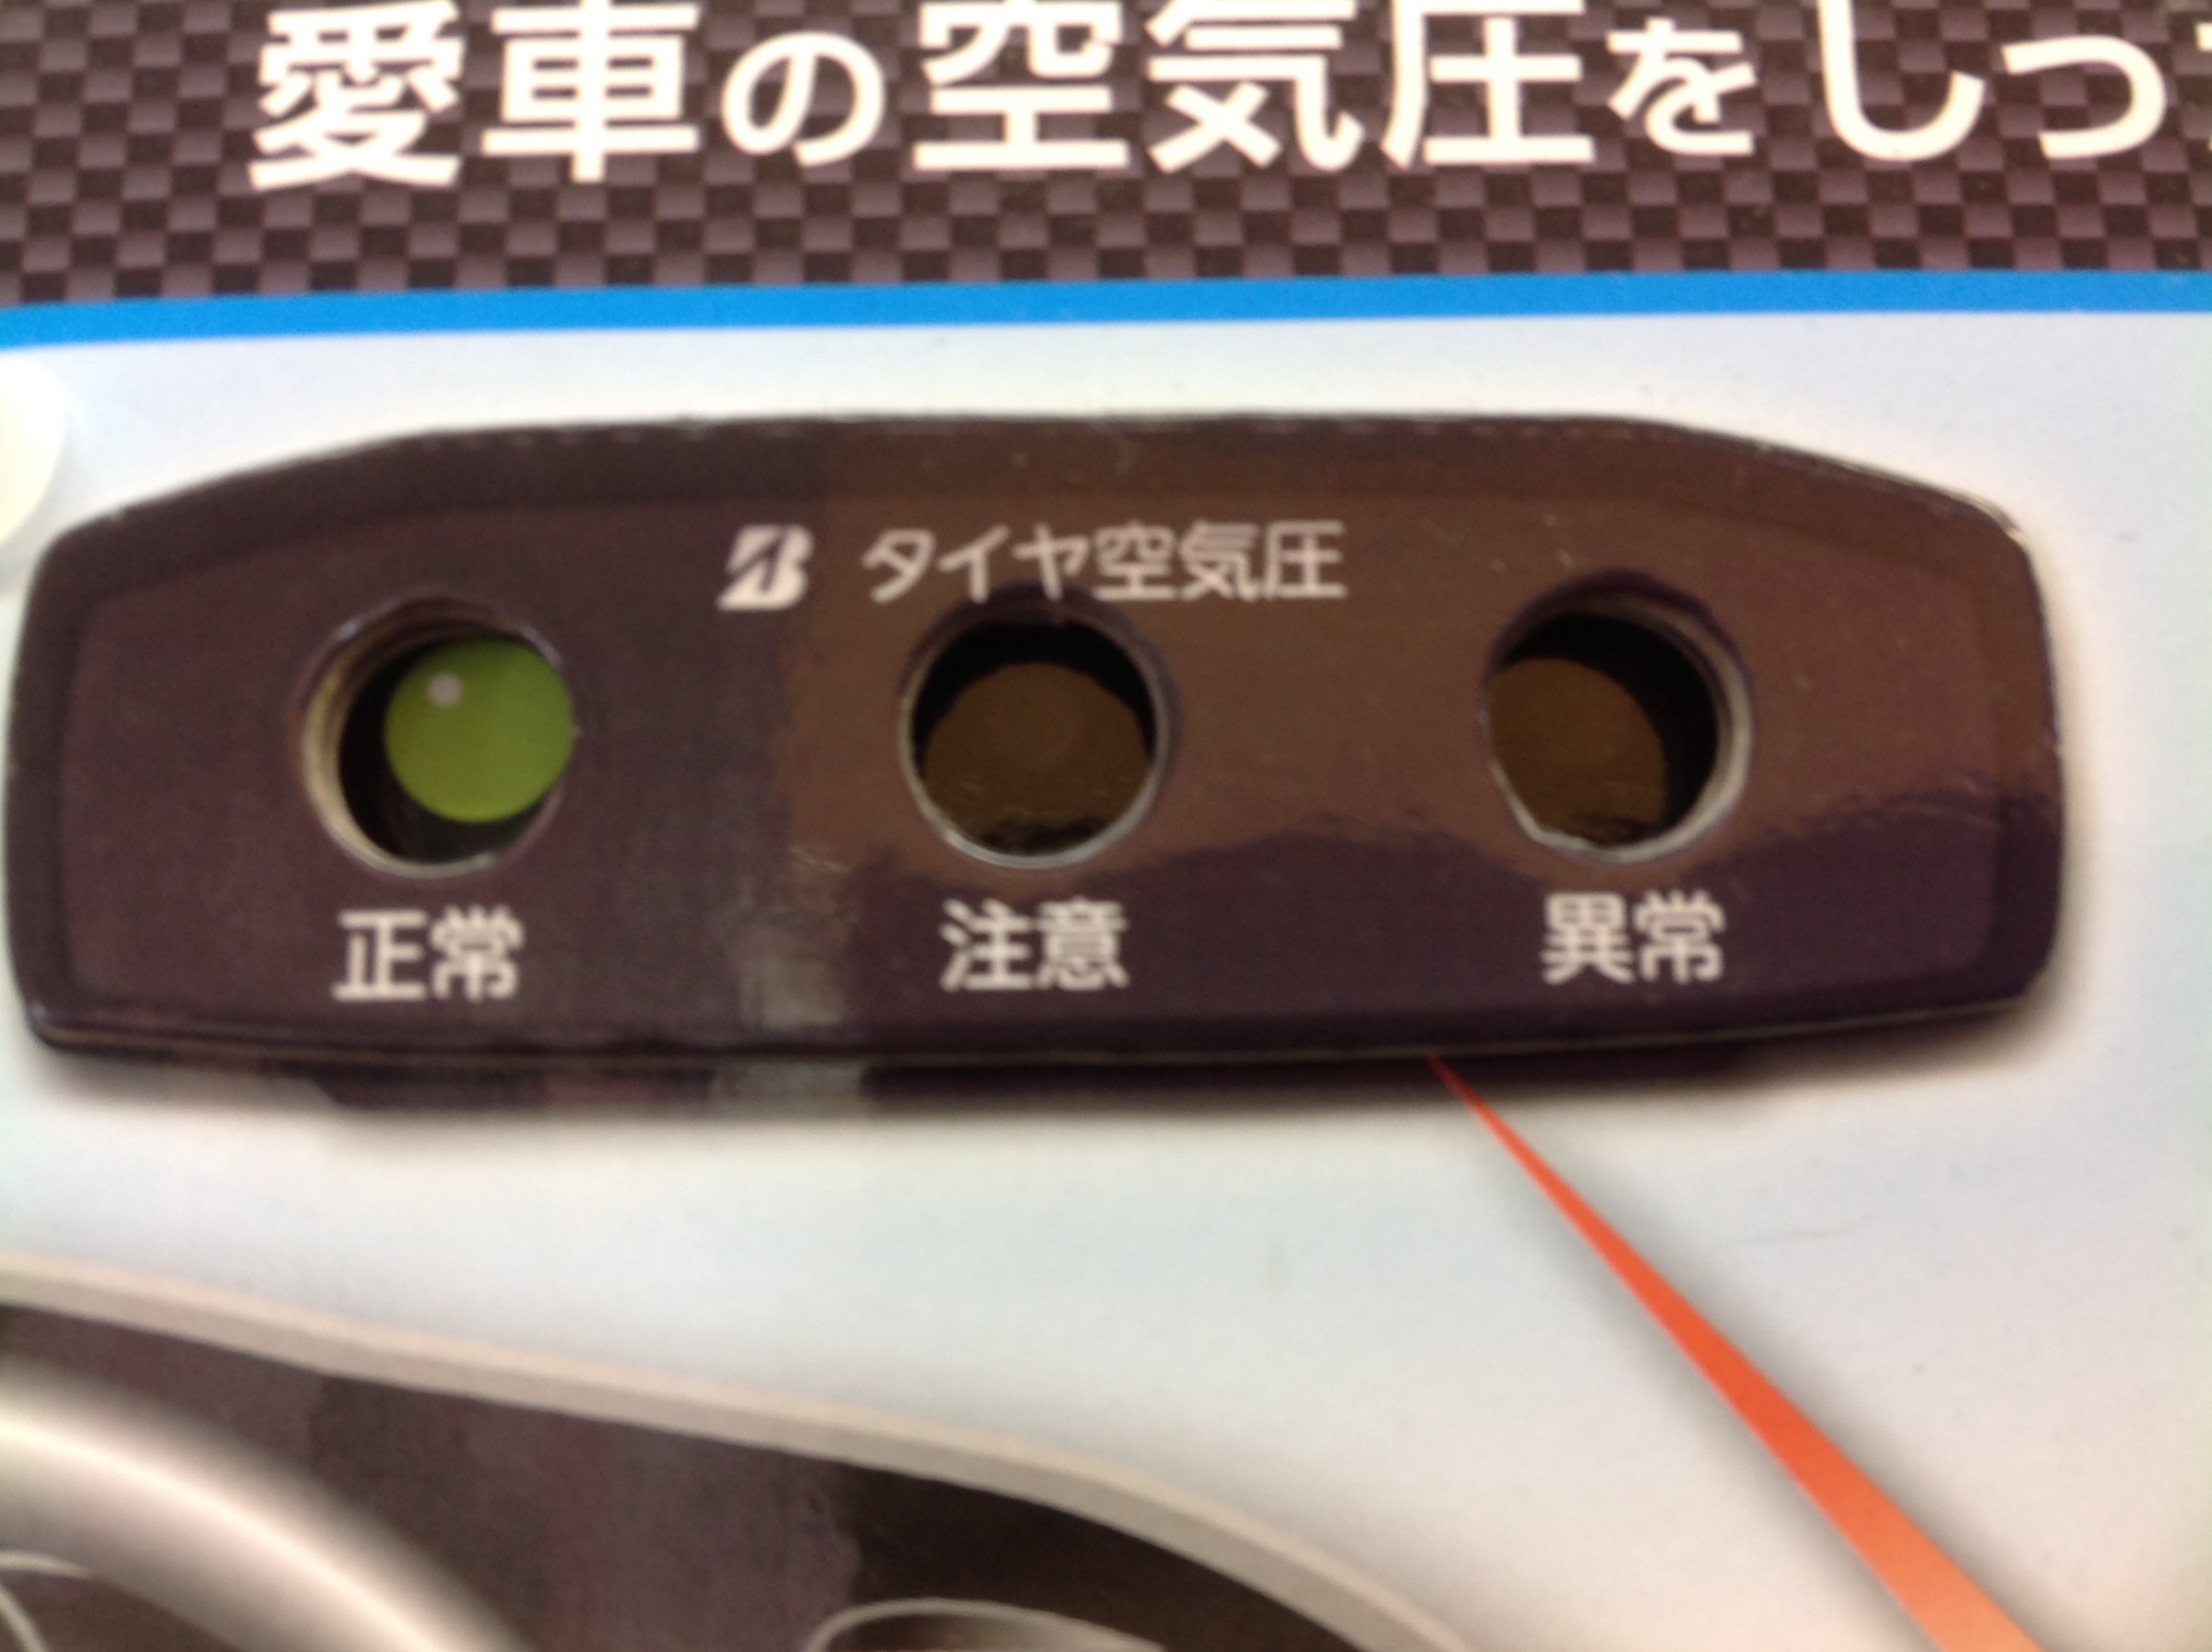 愛車の空気圧をしっ
B タイヤ空気圧
正常
注意
異常